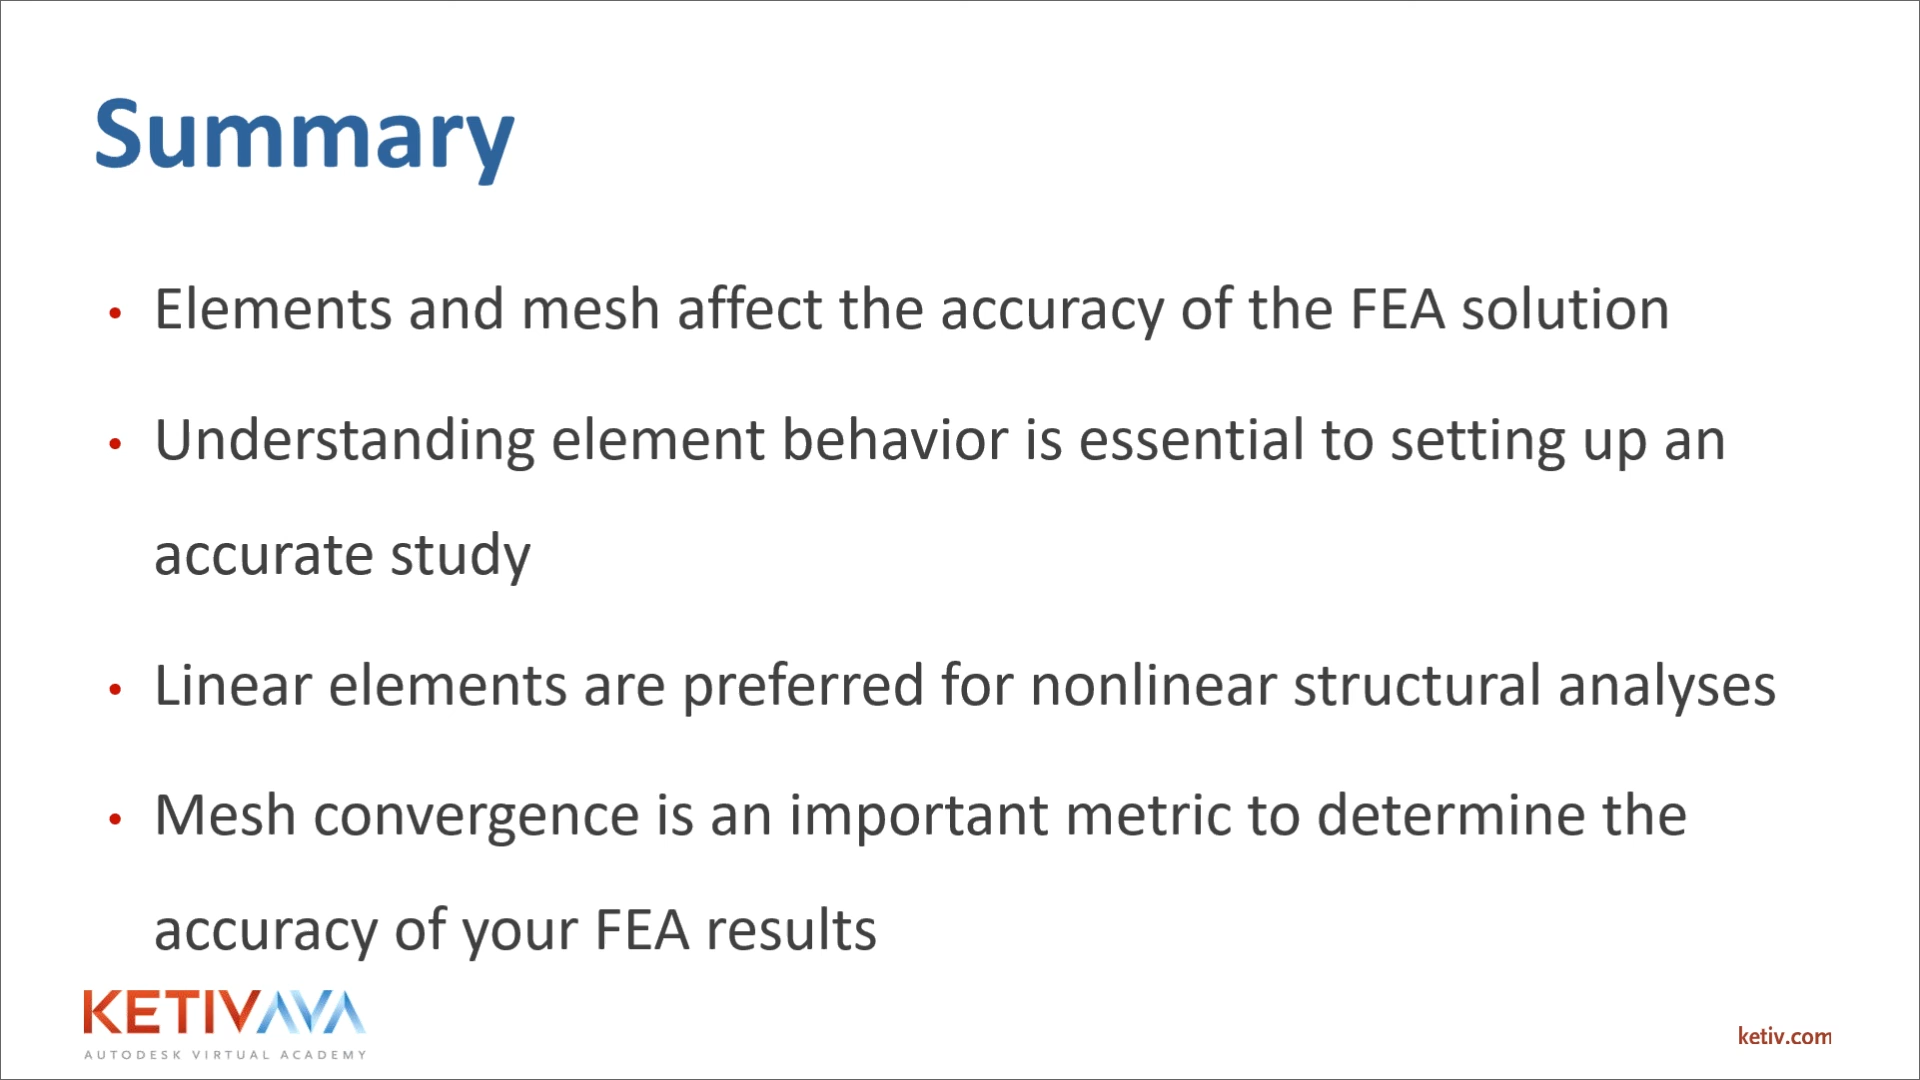 Summary
• Elements and mesh affect the accuracy of the FEA solution
• Understanding element behavior is essential to setting up an
accurate study
• Linear elements are preferred for nonlinear structural analyses
• Mesh convergence is an important metric to determine the
accuracy of your FEA results
KETIVAVA
AUTODESK VIRTUAL ACADEMY
ketiv.com